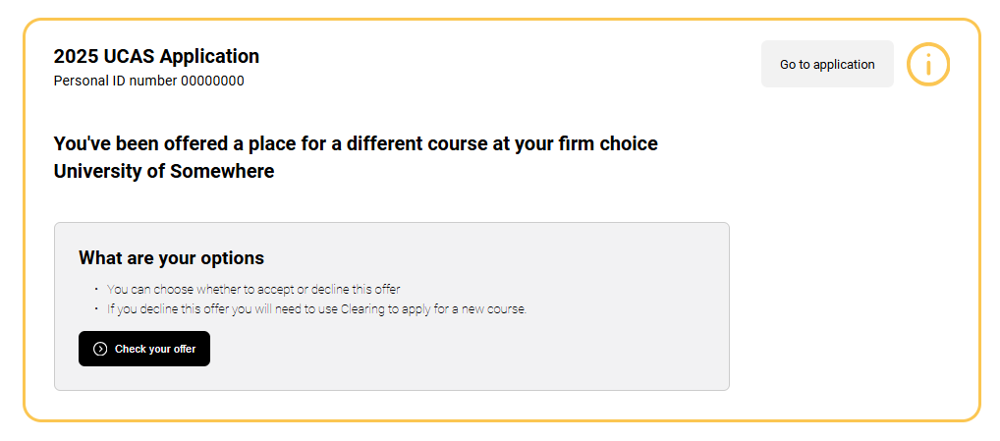 2025 UCAS Application
Personal ID number 00000000
Go to application
You've been offered a place for a different course at your firm choice
University of Somewhere
What are your options
• You can choose whether to accept or decline this offer
• If you decline this offer you will need to use Clearing to apply for a new course.
Check your offer